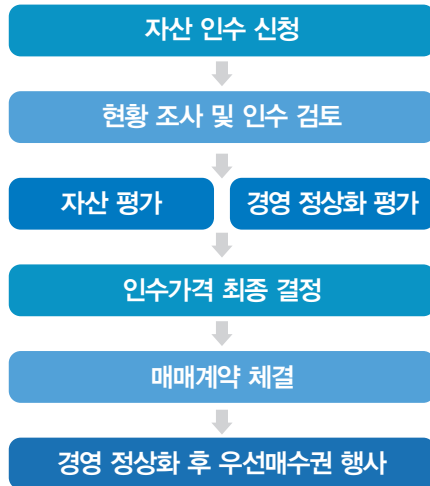 자산 인수 신청
현황 조사 및 인수 검토
자산 평가
경영 정상화 평가
인수가격 최종 결정
매매계약 체결
경영 정상화 후 우선매수권 행사